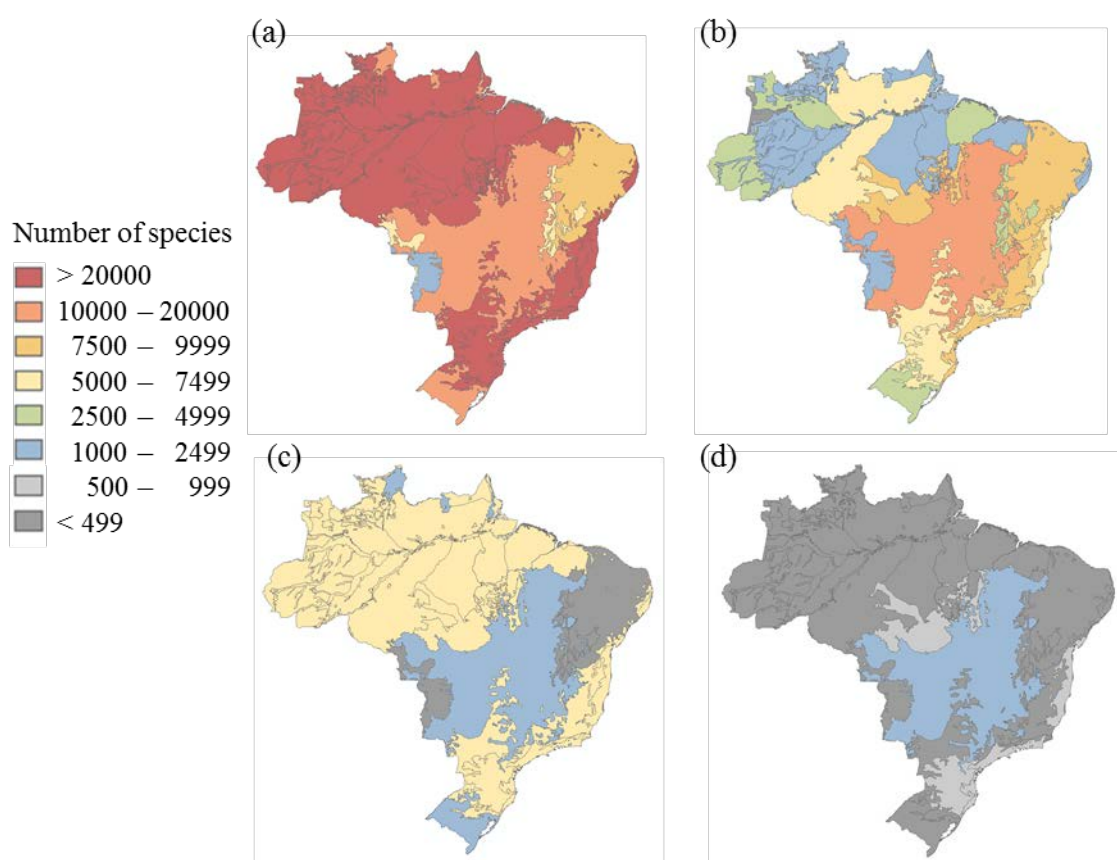 (a)
(b)
Number of species
> 20000
10000 – 20000
7500 – 9999
5000 – 7499
2500 – 4999
1000 – 2499
500 – 999
< 499
(c)
(d)